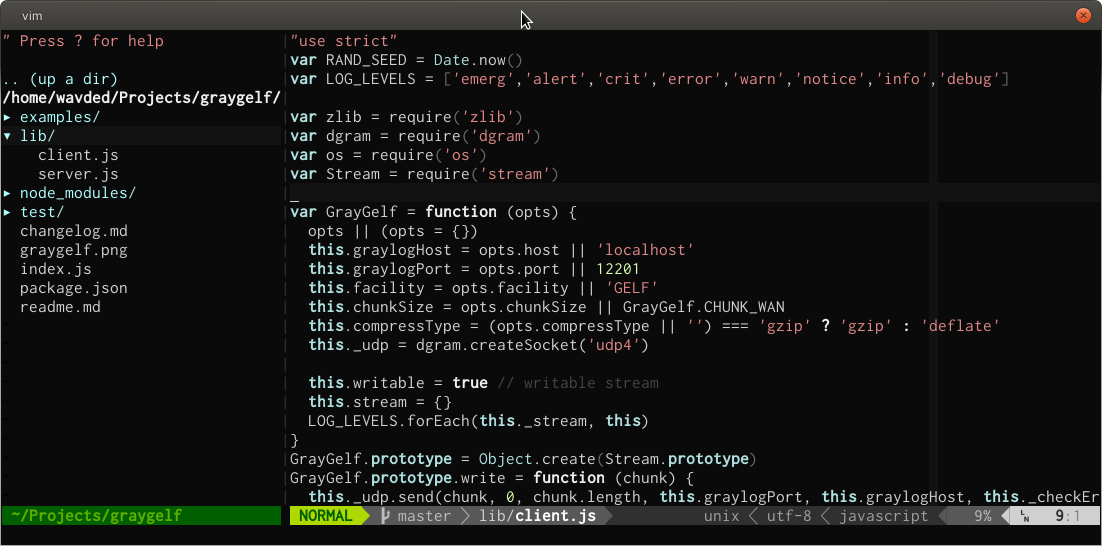 vim
" Press ? for help
.. (up a dir)
/home/wavded/Projects/graygelf/
▸ examples/
▾ lib/
    client.js
    server.js
▸ node_modules/
▸ test/
  changelog.md
  graygelf.png
  index.js
  package.json
  readme.md
~/Projects/graygelf
"use strict"
var RAND_SEED = Date.now()
var LOG_LEVELS = ['emerg','alert','crit','error','warn','notice','info','debug']
var zlib = require('zlib')
var dgram = require('dgram')
var os = require('os')
var Stream = require('stream')
var GrayGelf = function (opts) {
  opts || (opts = {})
  this.graylogHost = opts.host || 'localhost'
  this.graylogPort = opts.port || 12201
  this.facility = opts.facility || 'GELF'
  this.chunkSize = opts.chunkSize || GrayGelf.CHUNK_WAN
  this.compressType = (opts.compressType || '') === 'gzip' ? 'gzip' : 'deflate'
  this._udp = dgram.createSocket('udp4')
  this.writable = true // writable stream
  this.stream = {}
  LOG_LEVELS.forEach(this._stream, this)
}
GrayGelf.prototype = Object.create(Stream.prototype)
GrayGelf.prototype.write = function (chunk) {
  this._udp.send(chunk, 0, chunk.length, this.graylogPort, this.graylogHost, this._checkEr
NORMAL master lib/client.js unix utf-8 javascript 9% LN 9:1